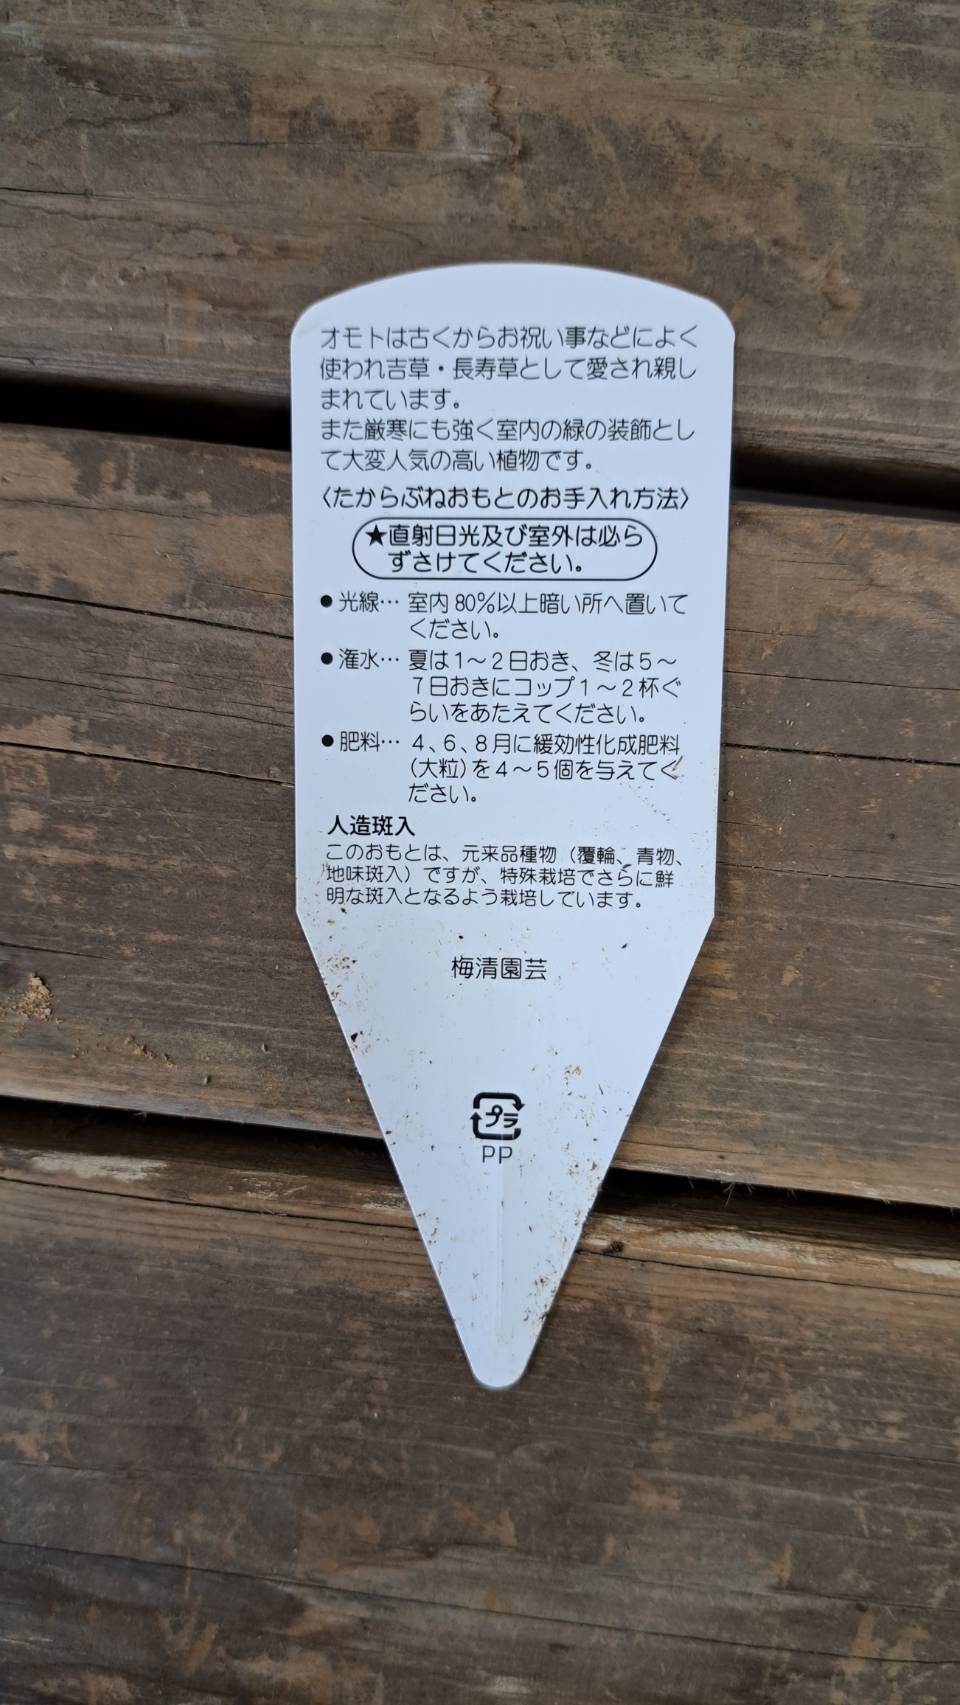 オモトは古くからお祝い事などによく
使われ吉草・長寿草として愛され親し
まれています。
また厳寒にも強く室内の緑の装飾とし
て大変人気の高い植物です。
〈たからぶねおもとのお手入れ方法〉
★直射日光及び室外は必ら
ずさけてください。
●光線… 室内80％以上暗い所へ置いて
ください。
●潅水… 夏は1〜2日おき、冬は5〜
7日おきにコップ1〜2杯ぐ
らいをあたえてください。
●肥料… 4、6、8月に緩効性化成肥料
(大粒)を4〜5個を与えてく
ださい。
人造斑入
このおもとは、元来品種物（覆輪、青物、
地味斑入）ですが、特殊栽培でさらに鮮
明な斑入となるよう栽培しています。
梅清園芸
プラ
PP